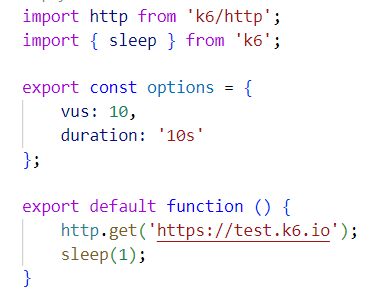 import http from 'k6/http';
import { sleep } from 'k6';
export const options = {
    vus: 10,
    duration: '10s'
};
export default function () {
    http.get('https://test.k6.io');
    sleep(1);
}